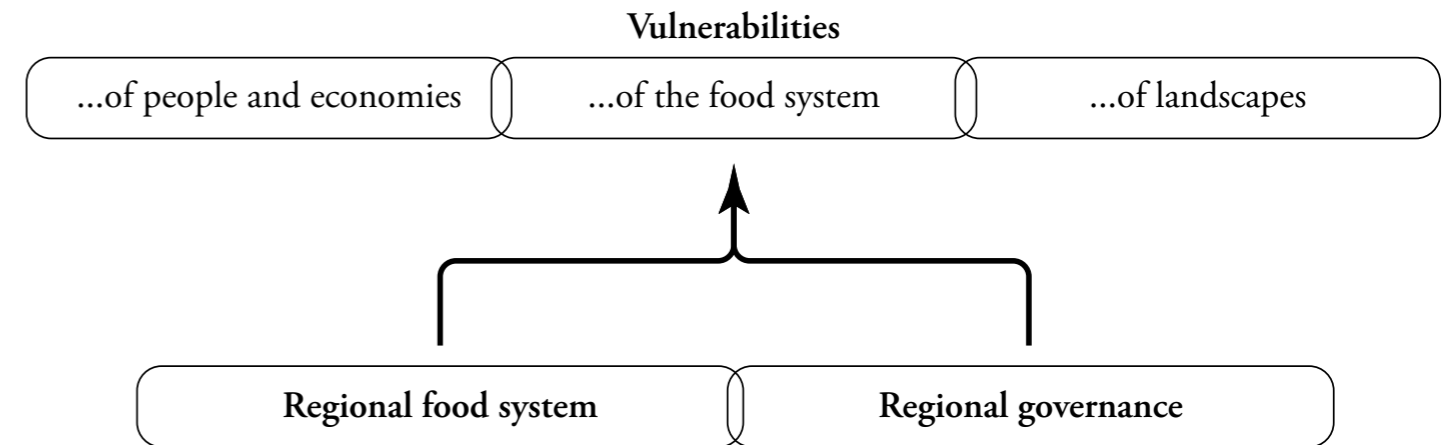 Vulnerabilities
...of people and economies
...of the food system
...of landscapes
Regional food system
Regional governance